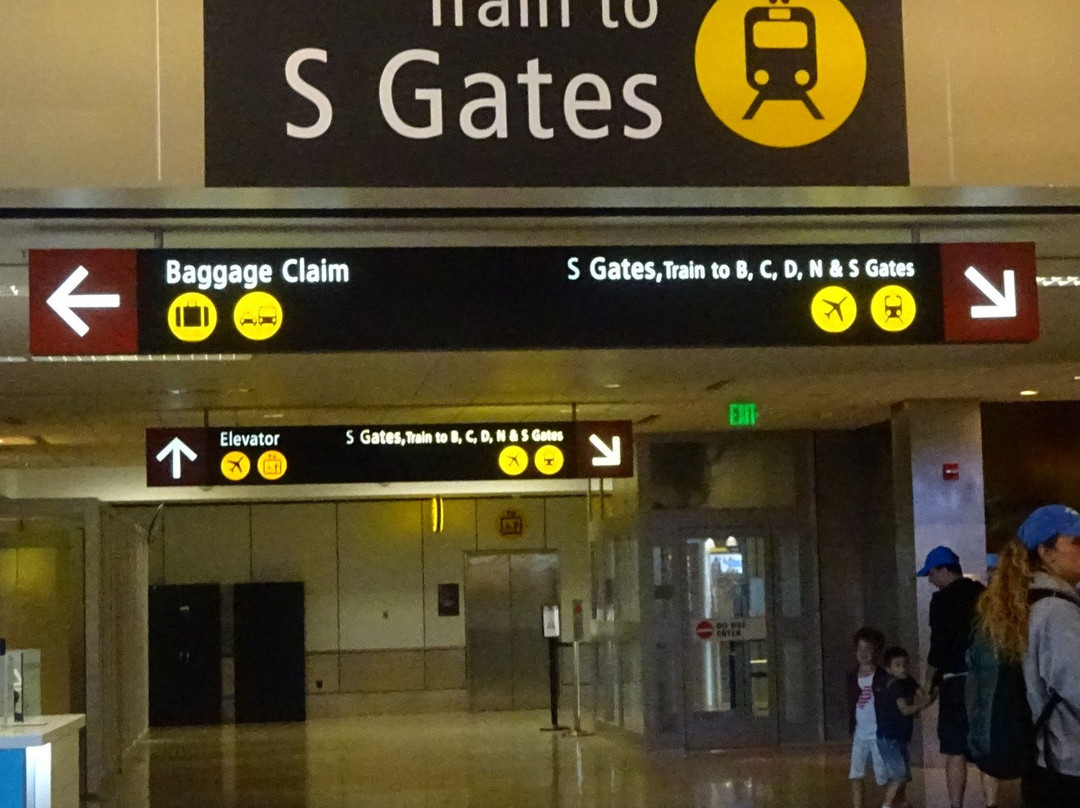 Train to
S Gates
Baggage Claim
S Gates, Train to B, C, D, N & S Gates
EXIT
Elevator
S Gates, Train to B, C, D, N & S Gates
DO NOT
ENTER